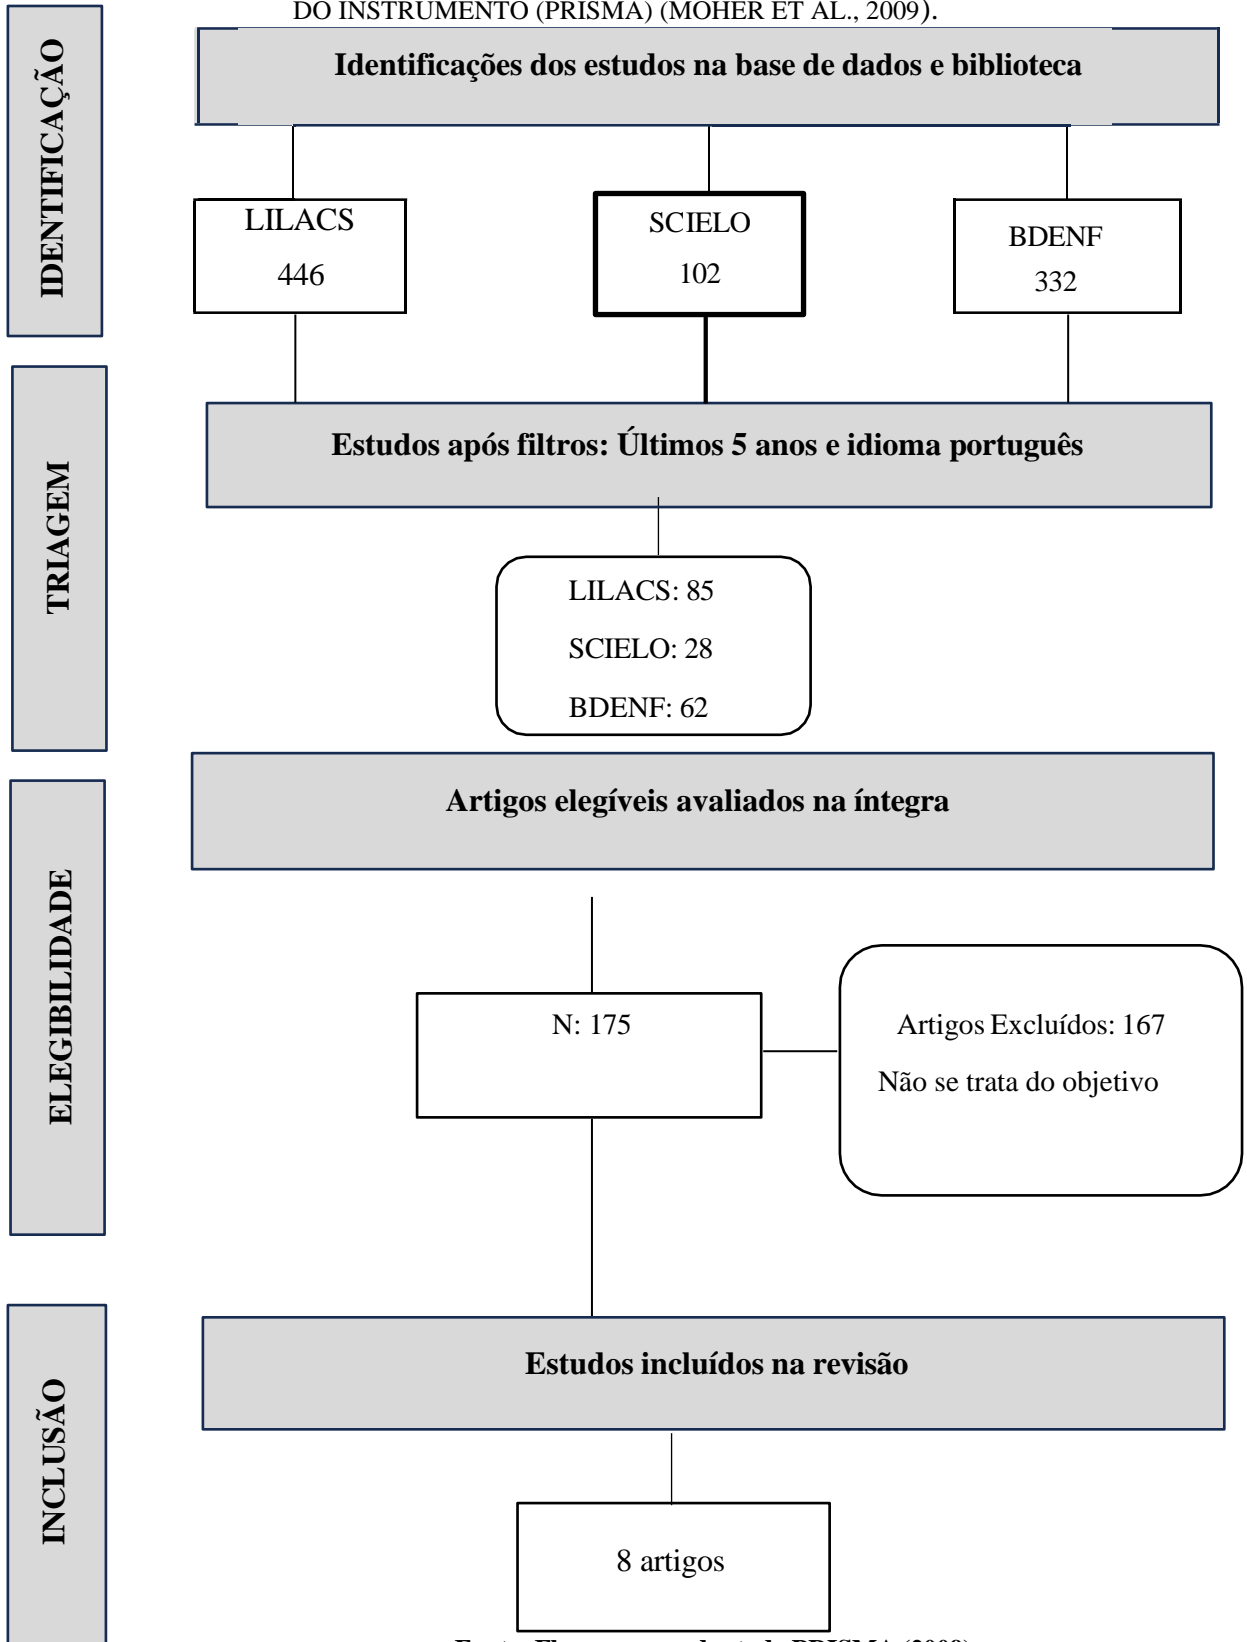 DO INSTRUMENTO (PRISMA) (MOHER ET AL., 2009).
IDENTIFICAÇÃO
Identificações dos estudos na base de dados e biblioteca
LILACS
446
SCIELO
102
BDENF
332
TRIAGEM
Estudos após filtros: Últimos 5 anos e idioma português
LILACS: 85
SCIELO: 28
BDENF: 62
ELEGIBILIDADE
Artigos elegíveis avaliados na íntegra
N: 175
Artigos Excluídos: 167
Não se trata do objetivo
INCLUSÃO
Estudos incluídos na revisão
8 artigos